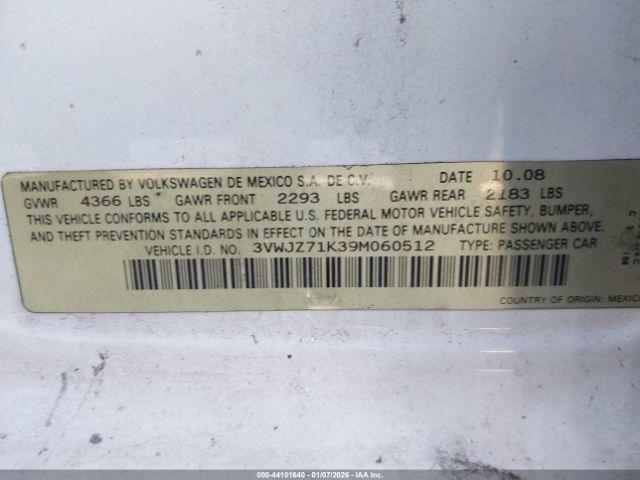 MANUFACTURED BY VOLKSWAGEN DE MEXICO S.A. DE C.V. DATE 10.08
GVWR 4366 LBS* GAWR FRONT 2293 LBS GAWR REAR 2183 LBS
THIS VEHICLE CONFORMS TO ALL APPLICABLE U.S. FEDERAL MOTOR VEHICLE SAFETY, BUMPER,
AND THEFT PREVENTION STANDARDS IN EFFECT ON THE DATE OF MANUFACTURE SHOWN ABOVE.
VEHICLE I.D. NO. 3VWJZ71K39M060512 TYPE: PASSENGER CAR
COUNTRY OF ORIGIN: MEXICO
000-44101640 - 01/07/2026 - IAA Inc.